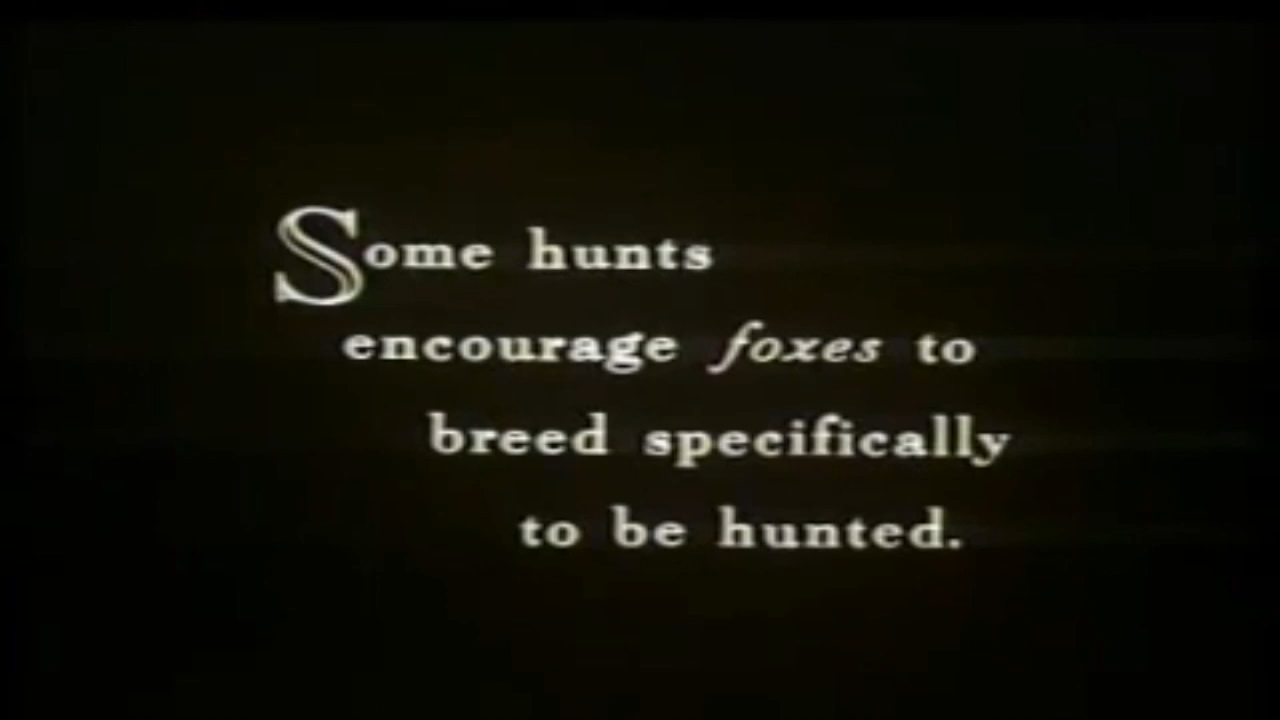 Some hunts
encourage foxes to
breed specifically
to be hunted.